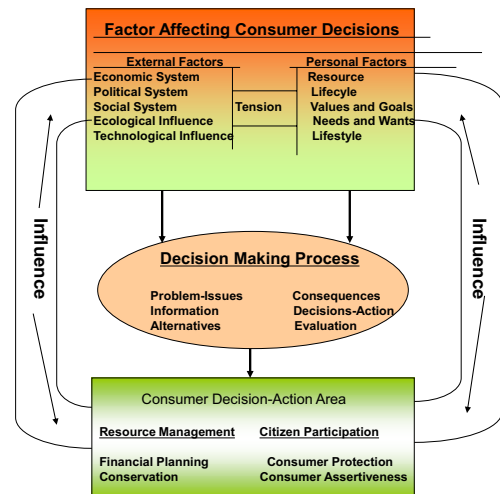 Factor Affecting Consumer Decisions
External Factors
Personal Factors
Economic System
Political System
Social System
Ecological Influence
Technological Influence
Tension
Resource
Lifecyle
Values and Goals
Needs and Wants
Lifestyle
Influence
Influence
Decision Making Process
Problem-Issues
Information
Alternatives
Consequences
Decisions-Action
Evaluation
Consumer Decision-Action Area
Resource Management
Citizen Participation
Financial Planning
Conservation
Consumer Protection
Consumer Assertiveness